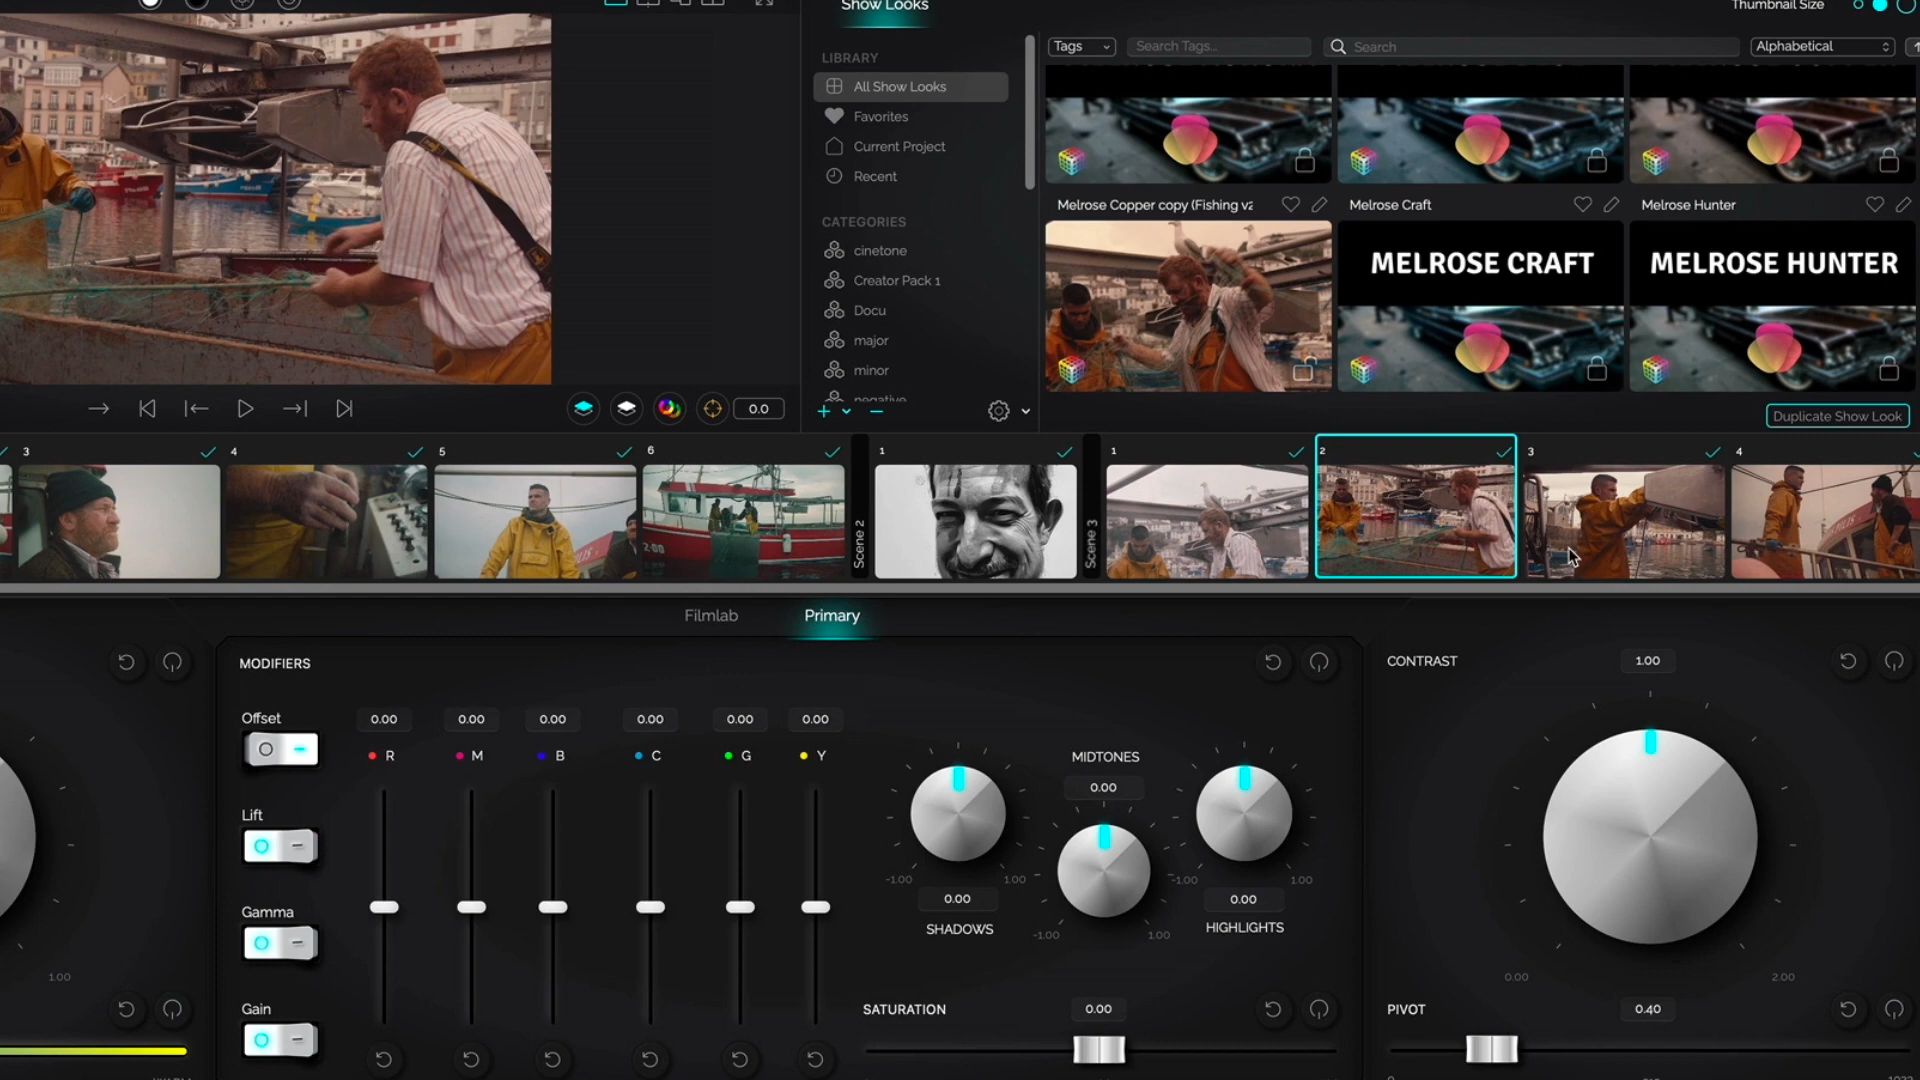 Show Looks
Thumbnail Size
LIBRARY
All Show Looks
Favorites
Current Project
Recent
CATEGORIES
cinetone
Creator Pack 1
Docu
major
minor
negative
Tags
Search Tags...
Search
Alphabetical
Melrose Copper copy (Fishing v2
Melrose Craft
Melrose Hunter
MELROSE CRAFT
MELROSE HUNTER
Duplicate Show Look
0.0
3
4
5
6
Scene 2
1
Scene 3
1
2
3
4
Filmlab
Primary
MODIFIERS
Offset
Lift
Gamma
Gain
0.00
0.00
0.00
0.00
0.00
0.00
R
M
B
C
G
Y
MIDTONES
0.00
-1.00
1.00
0.00
SHADOWS
-1.00
1.00
-1.00
1.00
0.00
HIGHLIGHTS
SATURATION
0.00
CONTRAST
1.00
0.00
2.00
PIVOT
0.40
1.00